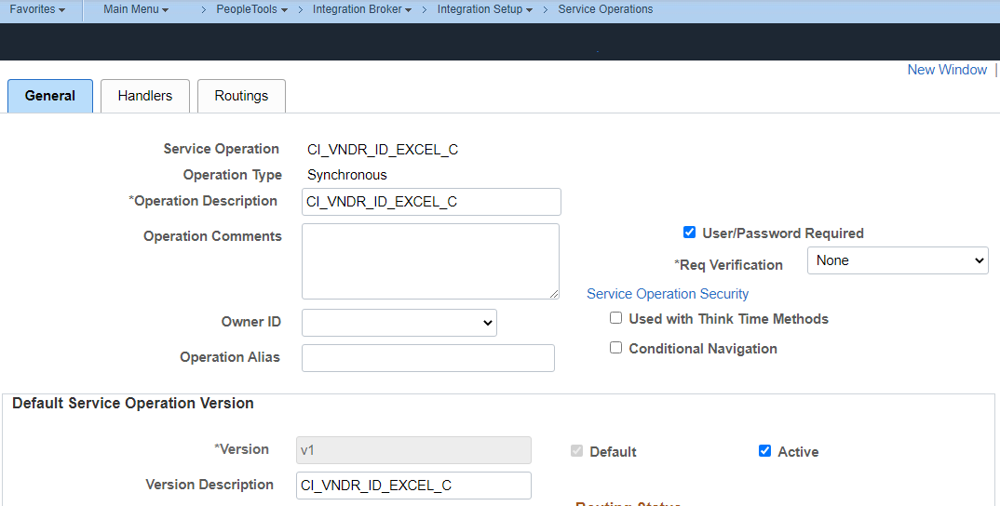 Favorites Main Menu > PeopleTools > Integration Broker > Integration Setup > Service Operations
New Window |
General Handlers Routings
Service Operation CI_VNDR_ID_EXCEL_C
Operation Type Synchronous
*Operation Description CI_VNDR_ID_EXCEL_C
Operation Comments
User/Password Required
*Req Verification None
Service Operation Security
Used with Think Time Methods
Owner ID
Conditional Navigation
Operation Alias
Default Service Operation Version
*Version v1 Default Active
Version Description CI_VNDR_ID_EXCEL_C
Routing Status